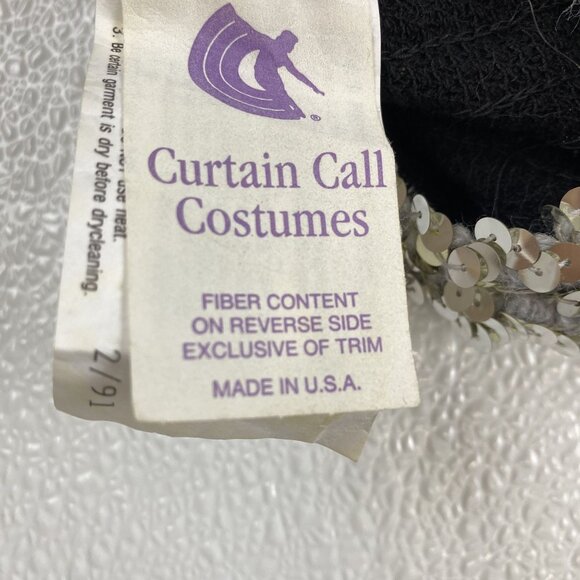 ®
Curtain Call
Costumes
FIBER CONTENT
ON REVERSE SIDE
EXCLUSIVE OF TRIM
MADE IN U.S.A.
heat.
3. Be certain garment is dry before drycleaning.
2/91